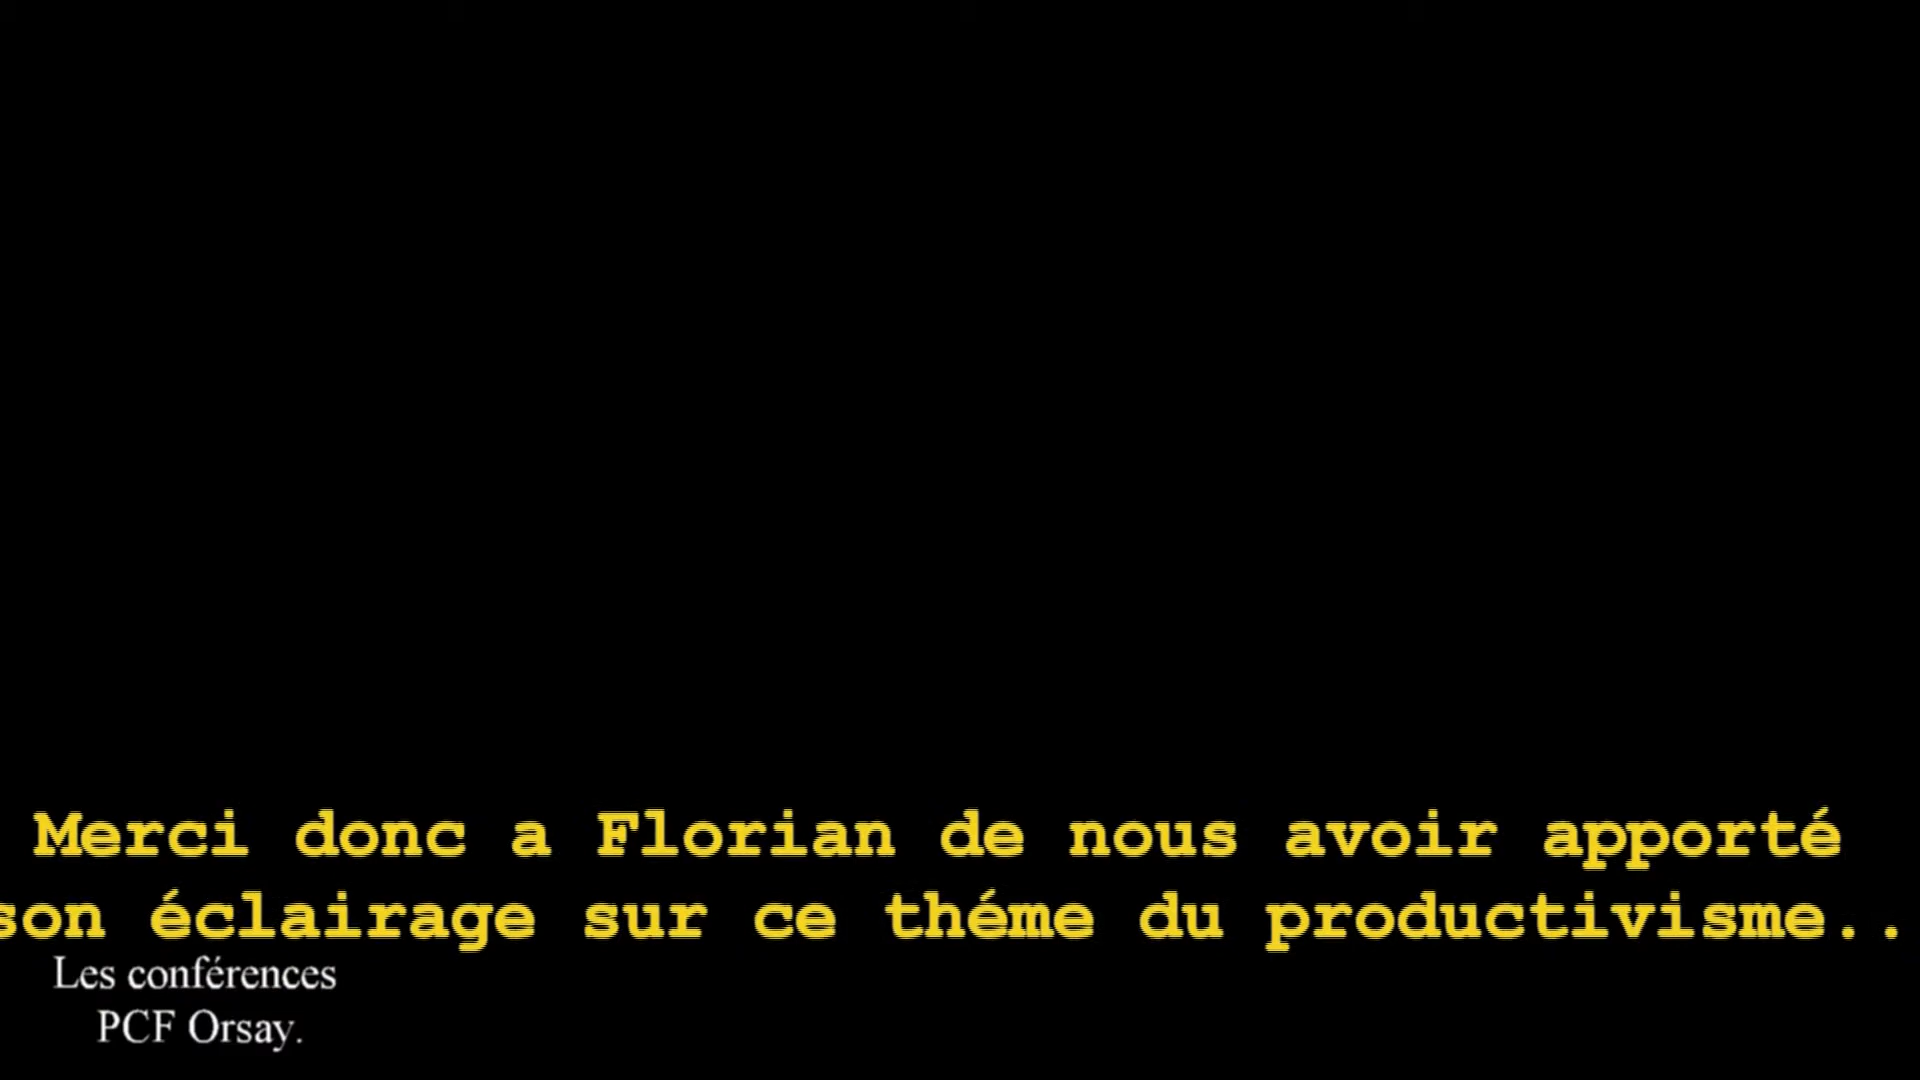 Merci donc a Florian de nous avoir apporté
son éclairage sur ce théme du productivisme..
Les conférences
PCF Orsay.